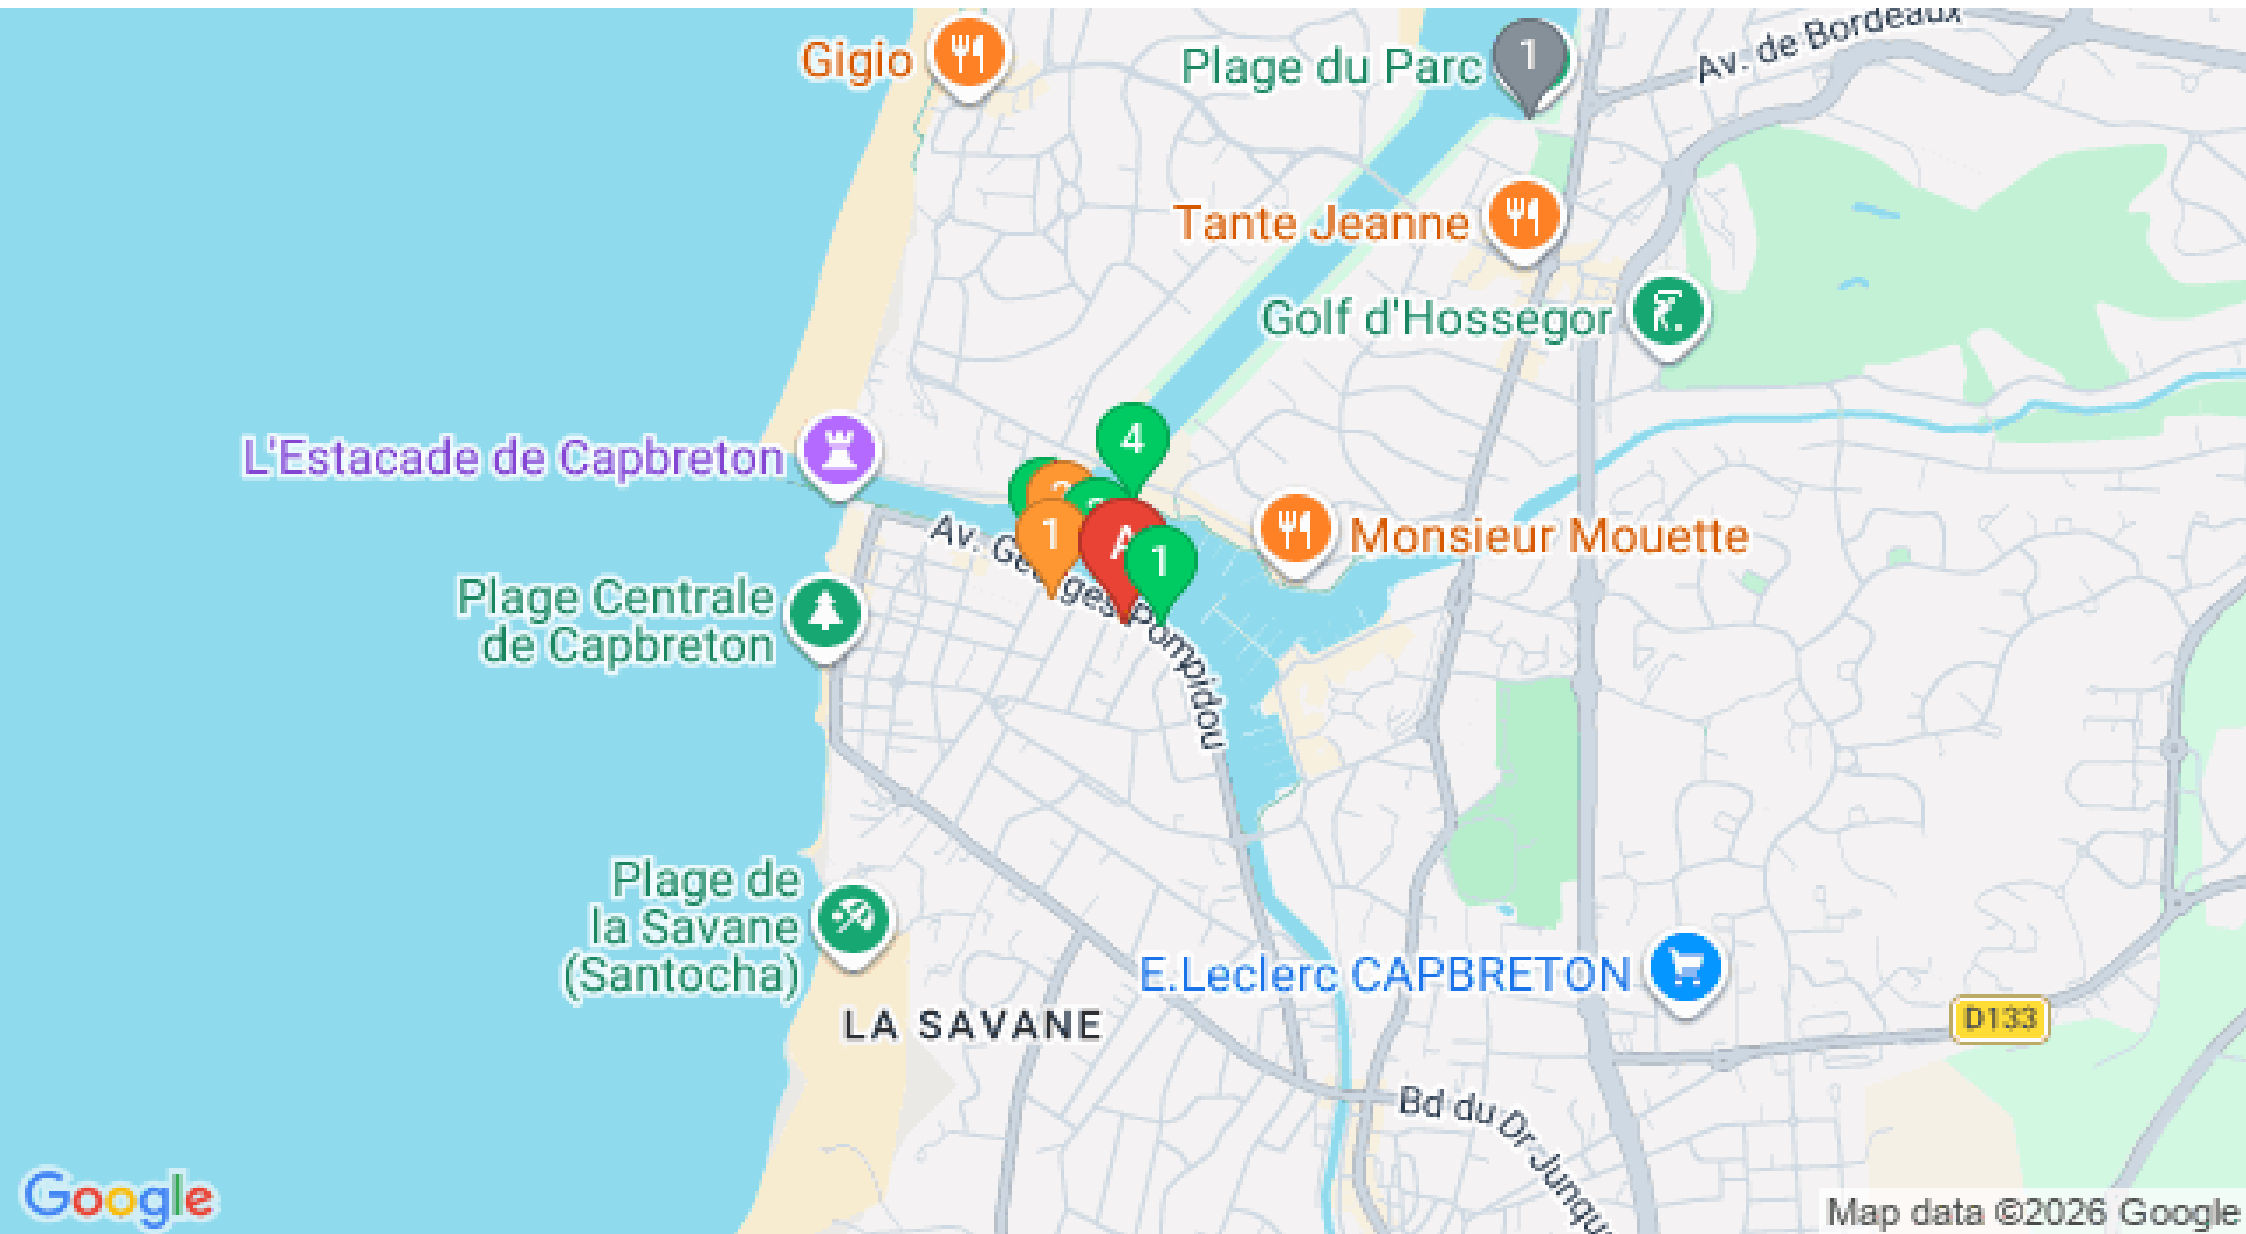 Gigio
Plage du Parc
1
Av. de Bordeaux
Tante Jeanne
Golf d'Hossegor
4
L'Estacade de Capbreton
2
1
A
1
Av. Georges Pompidou
Monsieur Mouette
Plage Centrale
de Capbreton
Plage de
la Savane
(Santocha)
E.Leclerc CAPBRETON
LA SAVANE
D133
Bd du Dr Junqu
Google
Map data ©2026 Google